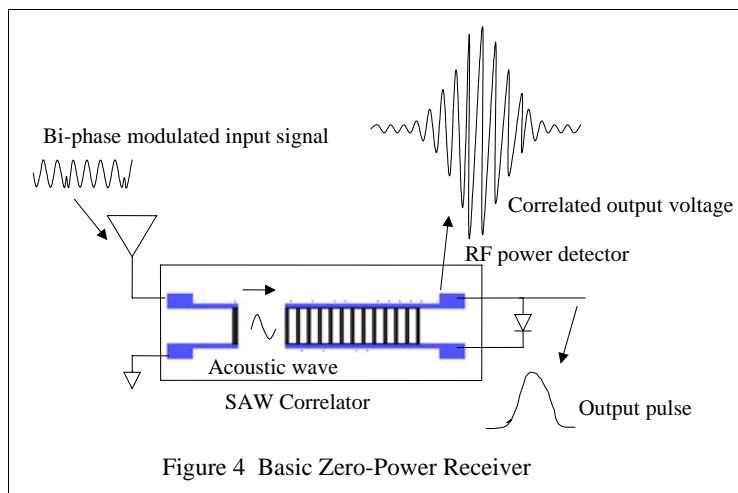 Bi-phase modulated input signal
Correlated output voltage
RF power detector
Acoustic wave
SAW Correlator
Output pulse
Figure 4 Basic Zero-Power Receiver